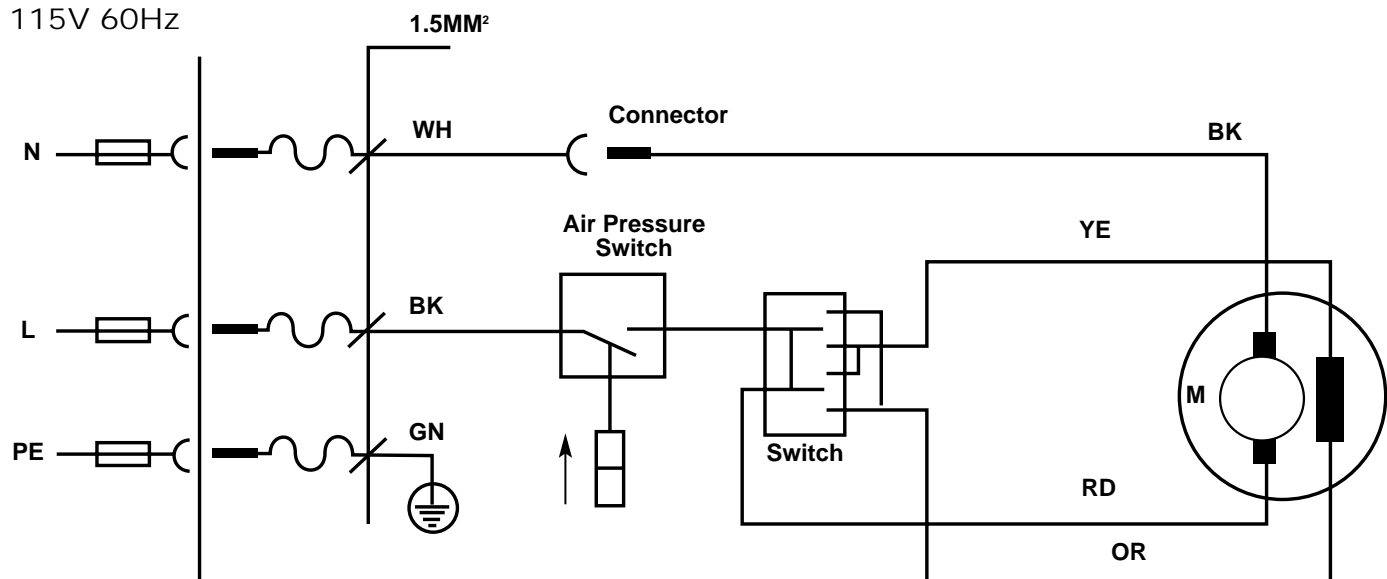 115V 60Hz
1.5MM²
N
WH
Connector
BK
Air Pressure
Switch
YE
L
BK
M
PE
GN
Switch
RD
OR